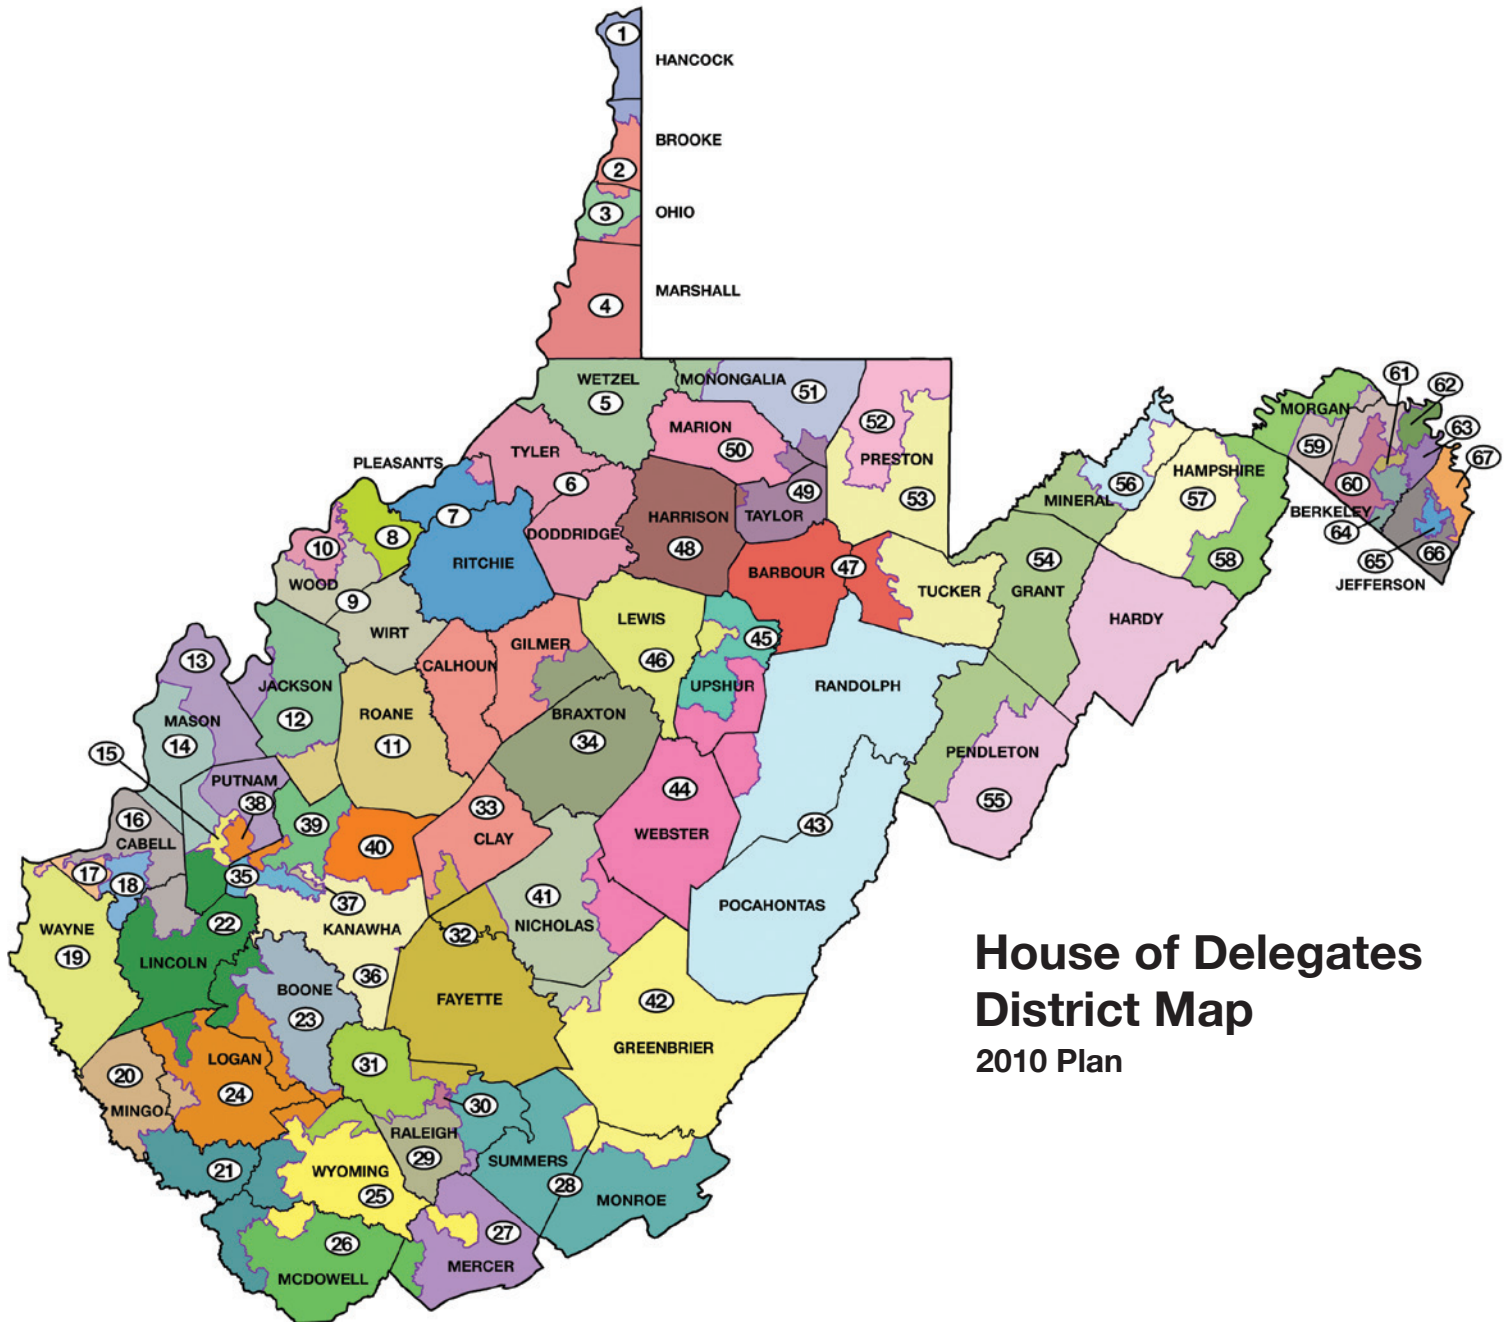 1
HANCOCK
BROOKE
2
3
OHIO
MARSHALL
4
WETZEL
5
MONONGALIA
51
61
62
52
MORGAN
MARION
50
63
59
67
TYLER
PLEASANTS
PRESTON
HAMPSHIRE
6
56
60
49
53
MINERAL
57
7
BERKELEY
HARRISON
TAYLOR
64
8
DODDRIDGE
10
48
66
RITCHIE
65
54
58
BARBOUR
47
JEFFERSON
WOOD
TUCKER
GRANT
9
LEWIS
HARDY
WIRT
45
GILMER
13
46
CALHOUN
JACKSON
UPSHUR
RANDOLPH
12
ROANE
BRAXTON
MASON
14
11
34
PENDLETON
15
PUTNAM
44
38
55
33
16
39
43
CLAY
WEBSTER
CABELL
40
17
18
35
41
37
POCAHONTAS
22
NICHOLAS
WAYNE
KANAWHA
32
19
LINCOLN
36
BOONE
FAYETTE
42
23
GREENBRIER
LOGAN
31
20
24
30
MINGO
RALEIGH
29
SUMMERS
21
WYOMING
28
25
MONROE
27
26
MERCER
MCDOWELL
House of Delegates
District Map
2010 Plan